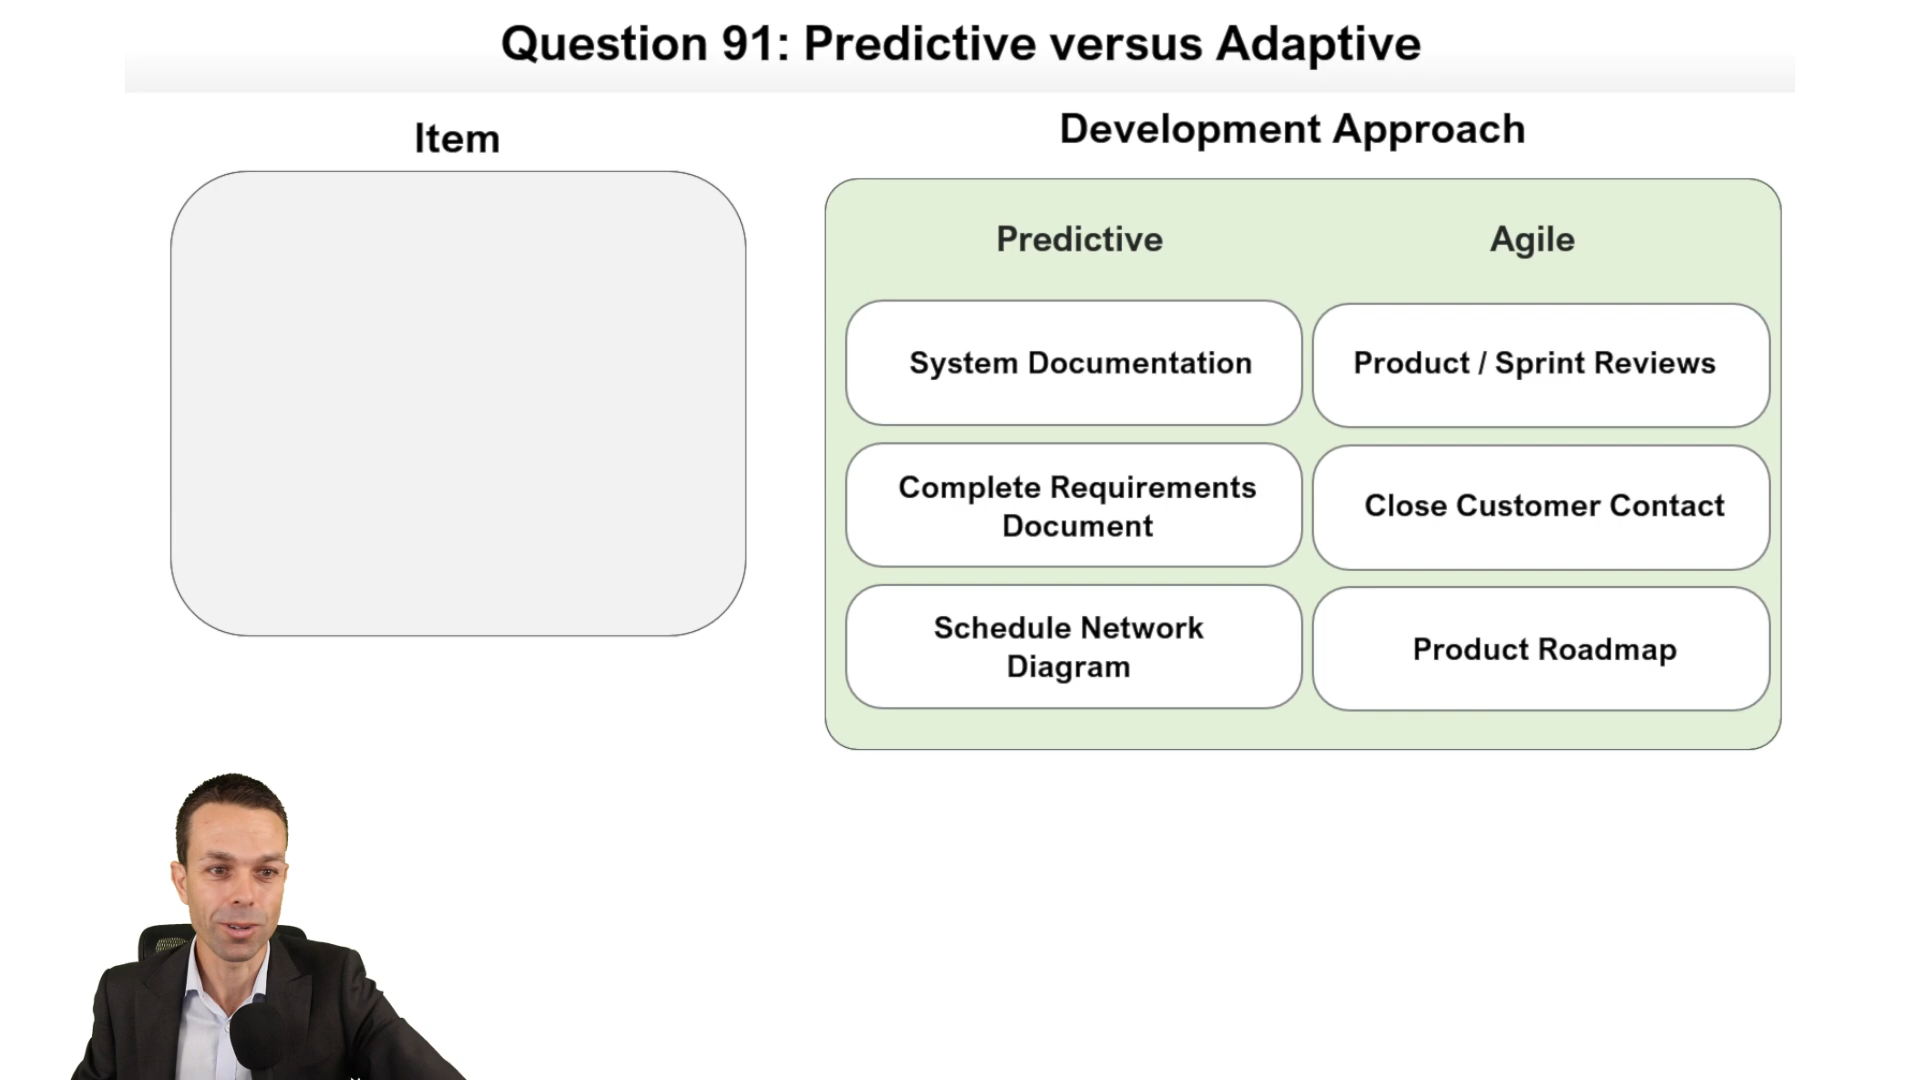 Question 91: Predictive versus Adaptive
Item
Development Approach
Predictive
Agile
System Documentation
Product / Sprint Reviews
Complete Requirements
Document
Close Customer Contact
Schedule Network
Diagram
Product Roadmap